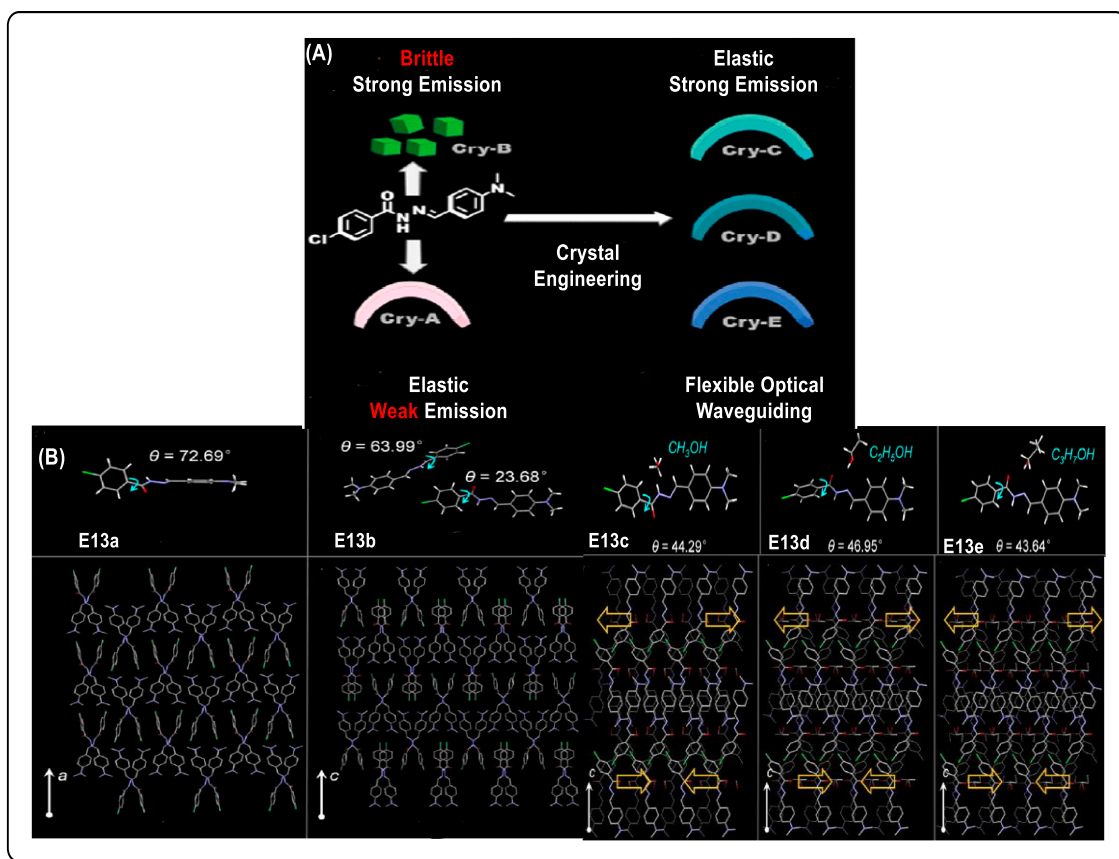 (A)
Brittle
Strong Emission
Elastic
Strong Emission
Cry-B
Cry-C
O
N
N
N
H
Cl
Cry-D
Crystal
Engineering
Cry-A
Cry-E
Elastic
Weak Emission
Flexible Optical
Waveguiding
(B)
θ = 72.69°
E13a
θ = 63.99°
θ = 23.68°
E13b
CH₃OH
E13c
θ = 44.29°
C₂H₅OH
E13d
θ = 46.95°
C₃H₇OH
E13e
θ = 43.64°
a
c
c
c
c